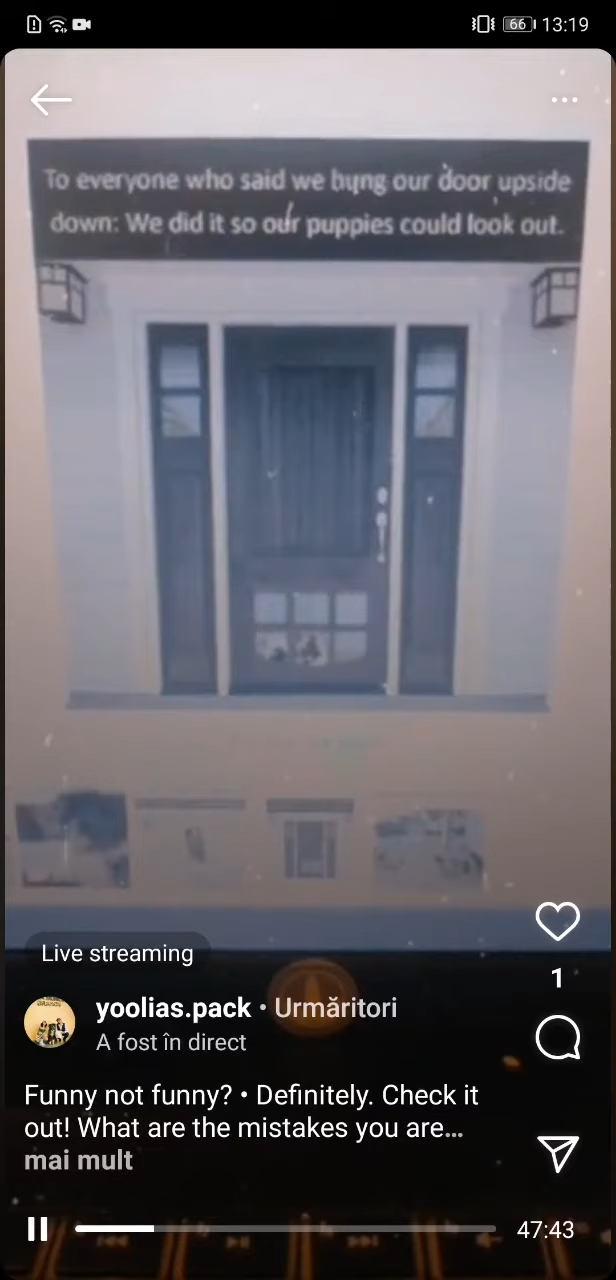 66 13:19
To everyone who said we hung our door upside
down: We did it so our puppies could look out.
Live streaming
yoolias.pack • Urmăritori
A fost în direct
1
Funny not funny? • Definitely. Check it
out! What are the mistakes you are...
mai mult
47:43